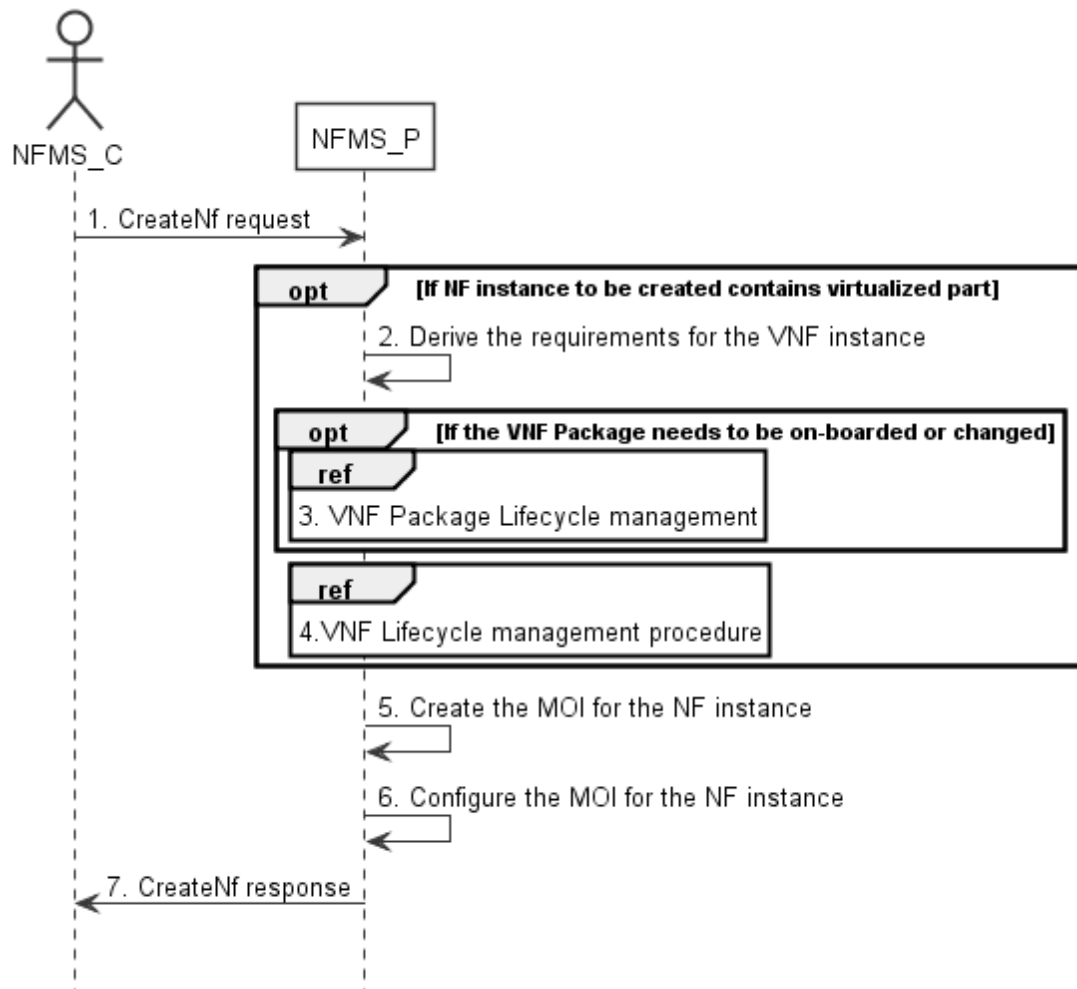 NFMS_C
NFMS_P
1. CreateNf request
opt
[If NF instance to be created contains virtualized part]
2. Derive the requirements for the VNF instance
opt
[If the VNF Package needs to be on-boarded or changed]
ref
3. VNF Package Lifecycle management
ref
4.VNF Lifecycle management procedure
5. Create the MOI for the NF instance
6. Configure the MOI for the NF instance
7. CreateNf response